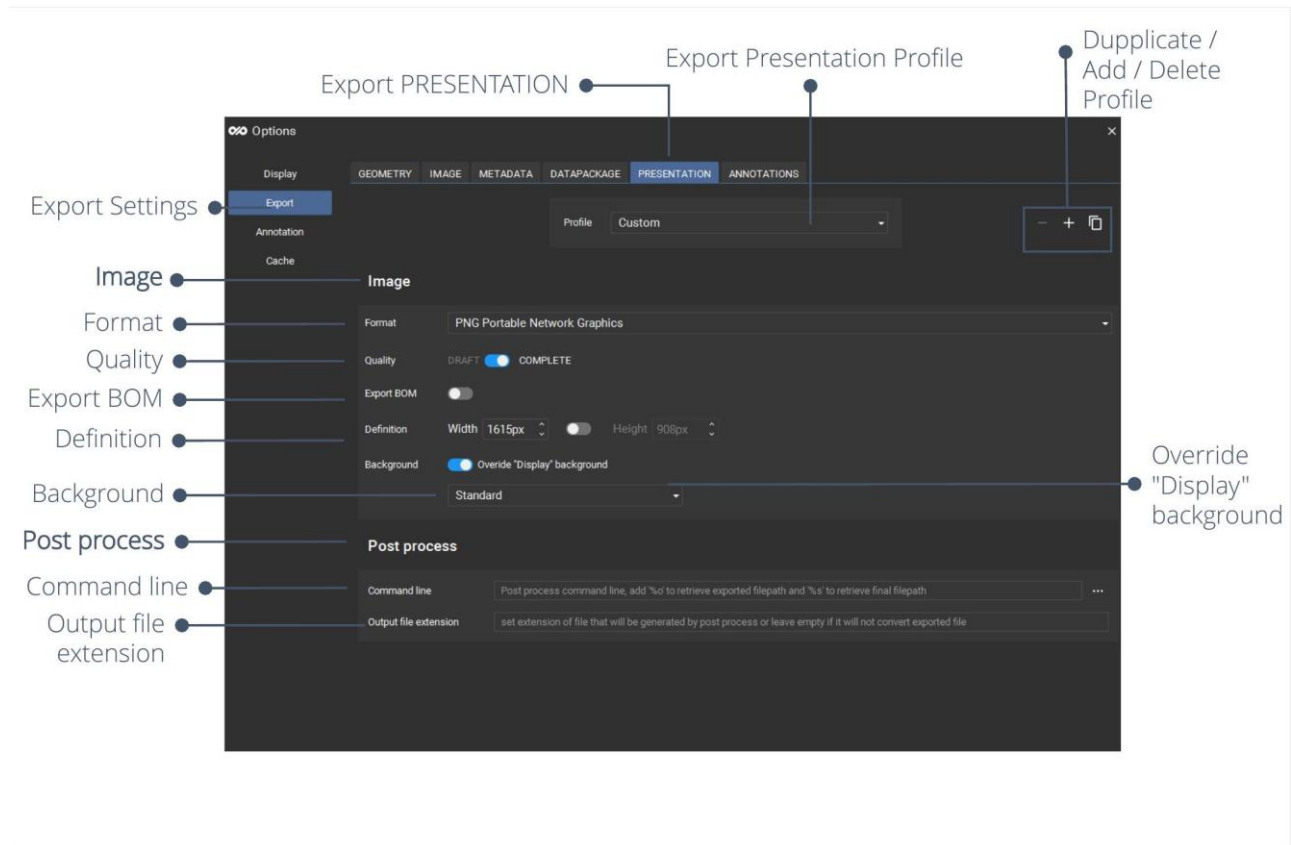 Dupplicate /
Add / Delete
Profile
Export Presentation Profile
Export PRESENTATION
Options
Display
GEOMETRY IMAGE METADATA DATAPACKAGE PRESENTATION ANNOTATIONS
Export Settings
Export
Profile Custom
Annotation
Cache
Image
Image
Format
Format PNG Portable Network Graphics
Quality
Quality DRAFT COMPLETE
Export BOM
Export BOM
Definition
Definition Width 1615px Height 908px
Background Overide "Display" background
Override
"Display"
background
Background
Standard
Post process
Post process
Command line
Command line Post process command line, add '%o' to retrieve exported filepath and '%s' to retrieve final filepath
Output file
extension
Output file extension set extension of file that will be generated by post process or leave empty if it will not convert exported file